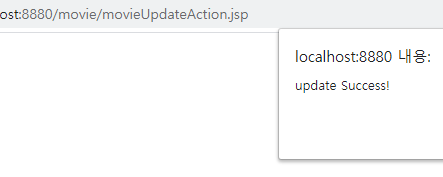 ost:8880/movie/movieUpdateAction.jsp
localhost:8880 내용:
update Success!